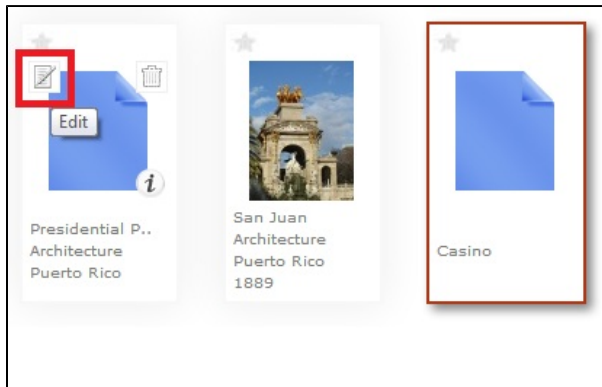 Edit
i
Presidential P..
Architecture
Puerto Rico
San Juan
Architecture
Puerto Rico
1889
Casino